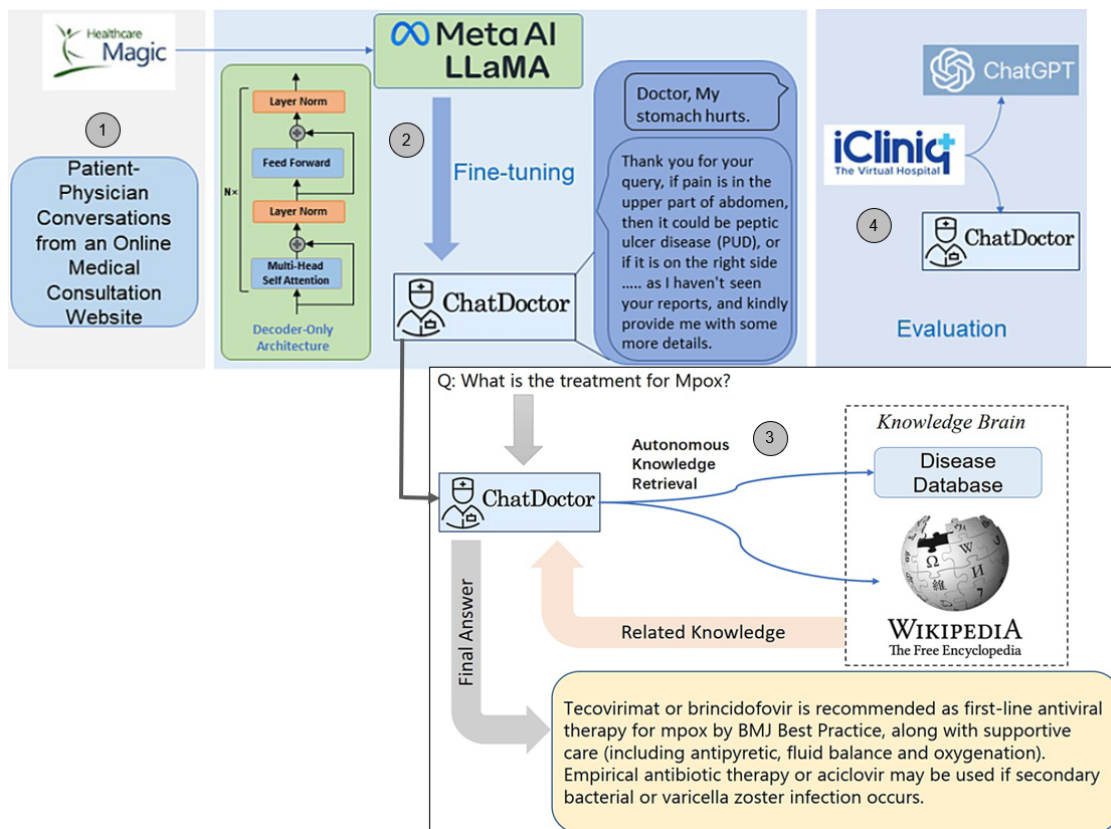 Healthcare
Magic
1
Patient-
Physician
Conversations
from an Online
Medical
Consultation
Website
Meta AI
LLaMA
Layer Norm
Feed Forward
N×
Layer Norm
Multi-Head
Self Attention
Decoder-Only
Architecture
2
Fine-tuning
ChatDoctor
Doctor, My
stomach hurts.
Thank you for your
query, if pain is in the
upper part of abdomen,
then it could be peptic
ulcer disease (PUD), or
if it is on the right side
..... as I haven't seen
your reports, and kindly
provide me with some
more details.
ChatGPT
iCliniq
The Virtual Hospital
4
ChatDoctor
Evaluation
Q: What is the treatment for Mpox?
ChatDoctor
Autonomous
Knowledge
Retrieval
3
Knowledge Brain
Disease
Database
Ω
W
維
И
WIKIPEDIA
The Free Encyclopedia
Related Knowledge
Final Answer
Tecovirimat or brincidofovir is recommended as first-line antiviral
therapy for mpox by BMJ Best Practice, along with supportive
care (including antipyretic, fluid balance and oxygenation).
Empirical antibiotic therapy or aciclovir may be used if secondary
bacterial or varicella zoster infection occurs.